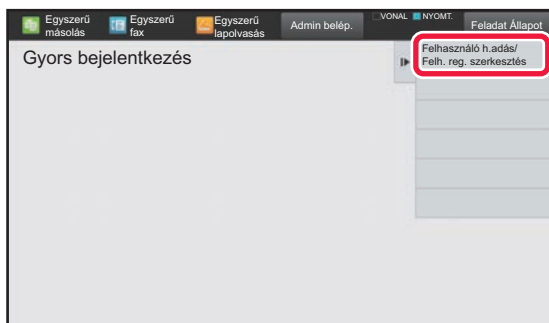 Egyszerű
másolás
Egyszerű
fax
Egyszerű
lapolvasás
Admin belép.
VONAL
NYOMT.
Feladat Állapot
Gyors bejelentkezés
Felhasználó h.adás/
Felh. reg. szerkesztés